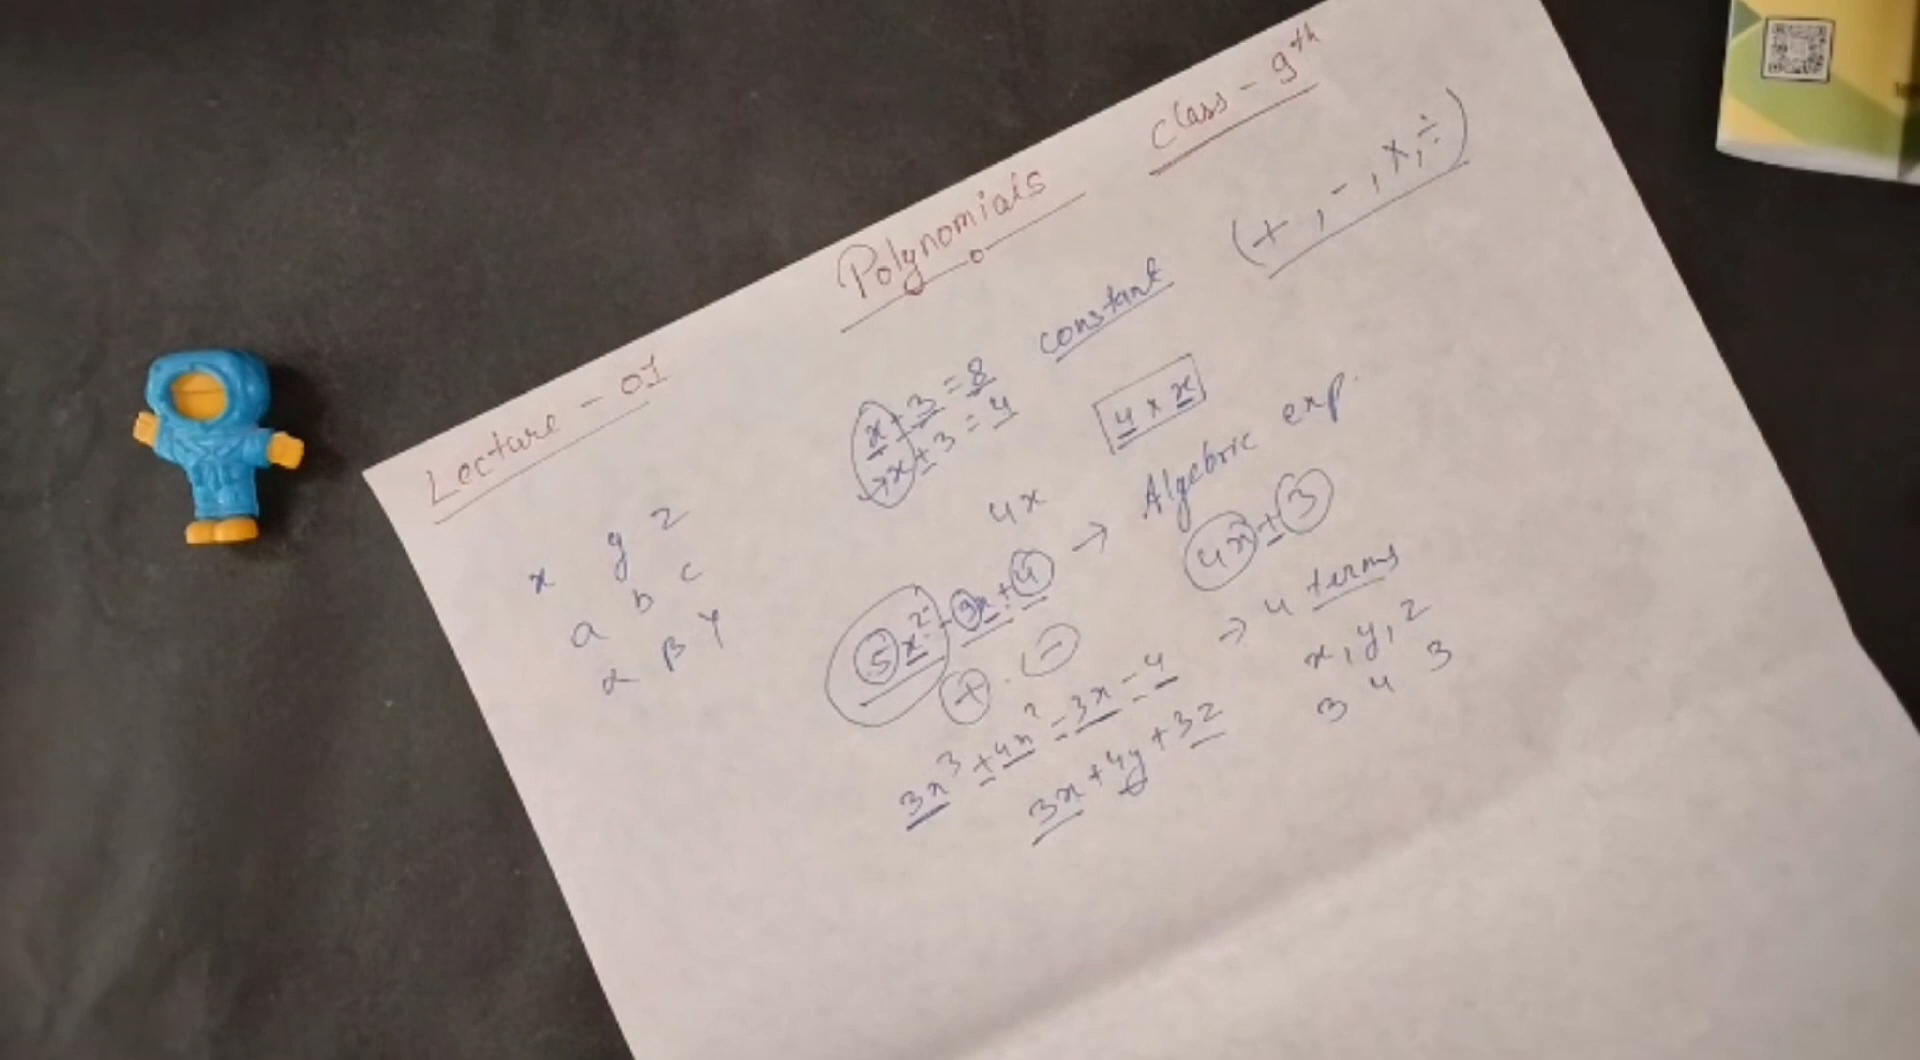 Lecture - 01
Polynomials
Class - 9th
(+, -, x, ÷)
x + 3 = 8
constant
→ x + 3 = 4
4 x x
4x
Algebric exp.
x y z
a b c
α β γ
5x² - 9x + 4 →
4x + 3
+ . -
3x³ + 4x² - 3x - 4 → 4 terms
3x + 4y + 3z
x, y, z
3 4 3